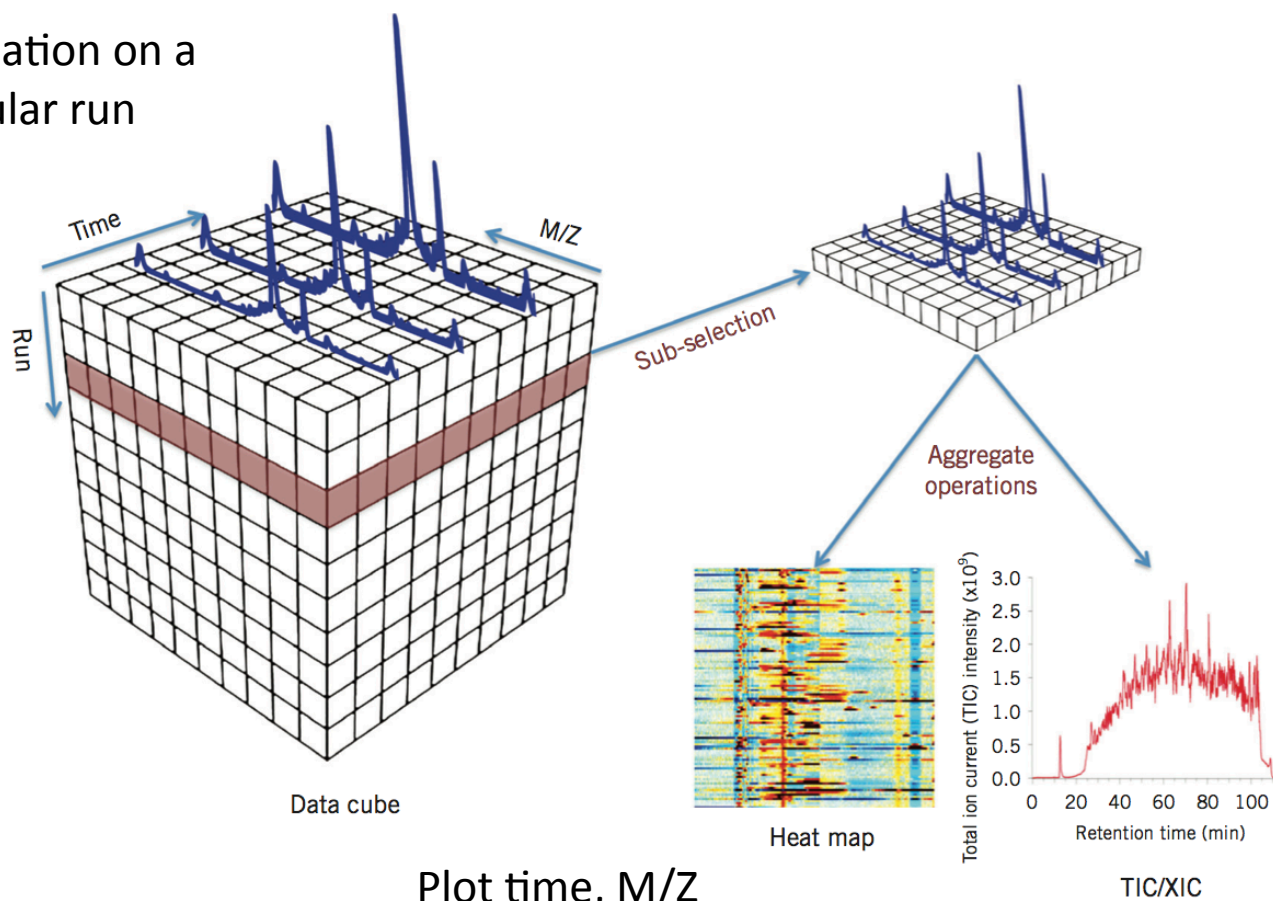 ation on a
ular run
Time
M/Z
Run
Sub-selection
Aggregate
operations
Data cube
Heat map
Total ion current (TIC) intensity (x10⁹)
3.0
2.5
2.0
1.5
1.0
0.5
0.0
0 20 40 60 80 100
Retention time (min)
TIC/XIC
Plot time, M/Z